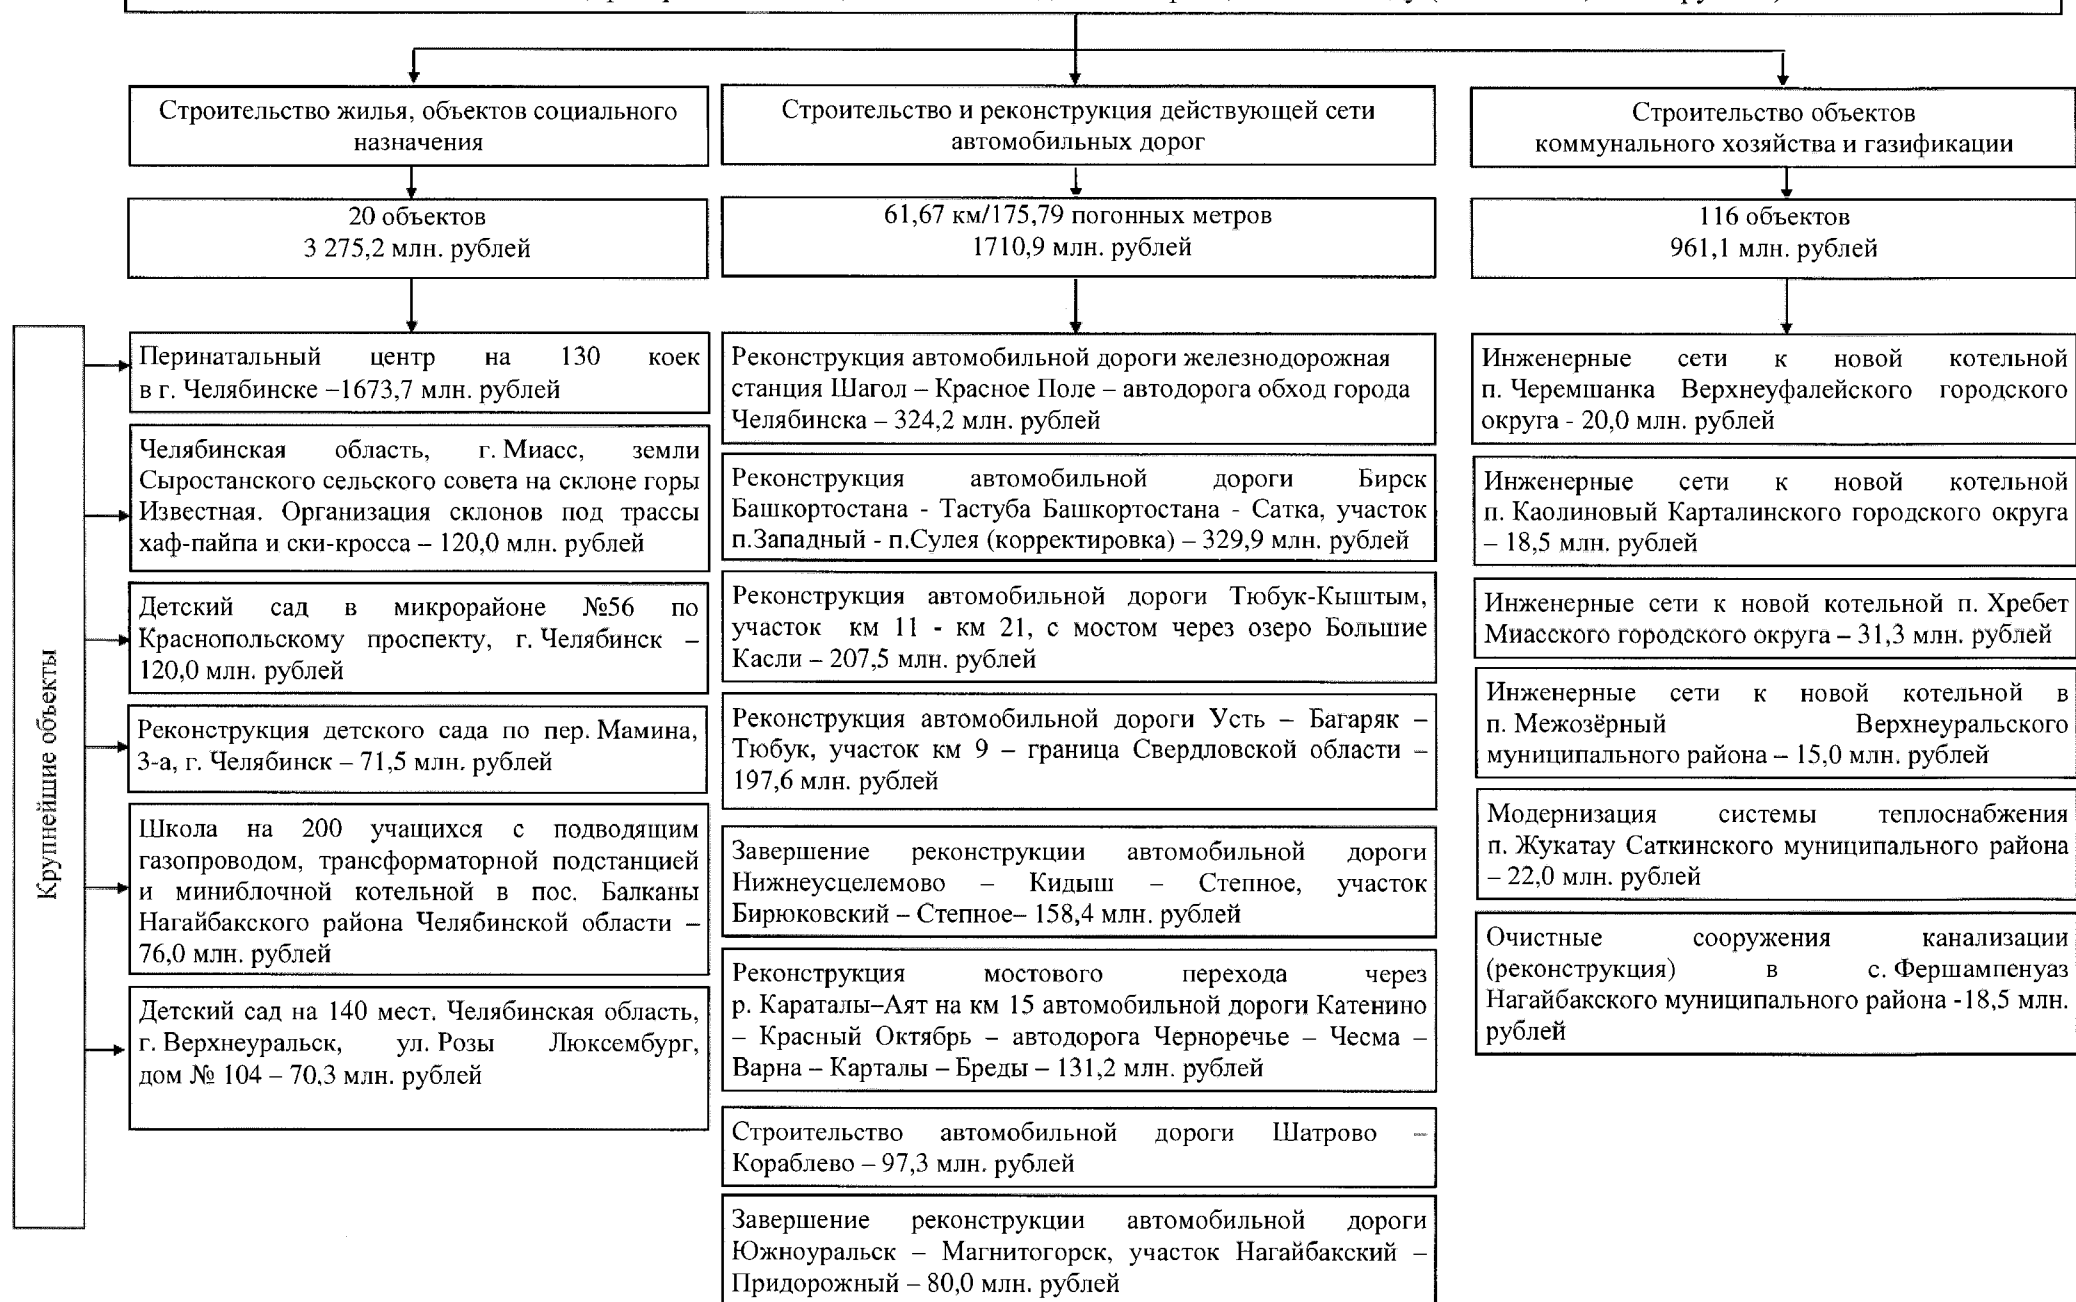 Строительство жилья, объектов социального
назначения
20 объектов
3 275,2 млн. рублей
Строительство и реконструкция действующей сети
автомобильных дорог
61,67 км/175,79 погонных метров
1710,9 млн. рублей
Строительство объектов
коммунального хозяйства и газификации
116 объектов
961,1 млн. рублей
Крупнейшие объекты
Перинатальный центр на 130 коек
в г. Челябинске –1673,7 млн. рублей
Челябинская область, г. Миасс, земли
Сыростанского сельского совета на склоне горы
Известная. Организация склонов под трассы
хаф-пайпа и ски-кросса – 120,0 млн. рублей
Детский сад в микрорайоне №56 по
Краснопольскому проспекту, г. Челябинск –
120,0 млн. рублей
Реконструкция детского сада по пер. Мамина,
3-а, г. Челябинск – 71,5 млн. рублей
Школа на 200 учащихся с подводящим
газопроводом, трансформаторной подстанцией
и миниблочной котельной в пос. Балканы
Нагайбакского района Челябинской области –
76,0 млн. рублей
Детский сад на 140 мест. Челябинская область,
г. Верхнеуральск, ул. Розы Люксембург,
дом № 104 – 70,3 млн. рублей
Реконструкция автомобильной дороги железнодорожная
станция Шагол – Красное Поле – автодорога обход города
Челябинска – 324,2 млн. рублей
Реконструкция автомобильной дороги Бирск
Башкортостана - Тастуба Башкортостана - Сатка, участок
п.Западный - п.Сулея (корректировка) – 329,9 млн. рублей
Реконструкция автомобильной дороги Тюбук-Кыштым,
участок км 11 - км 21, с мостом через озеро Большие
Касли – 207,5 млн. рублей
Реконструкция автомобильной дороги Усть – Багаряк –
Тюбук, участок км 9 – граница Свердловской области –
197,6 млн. рублей
Завершение реконструкции автомобильной дороги
Нижнеусцелемово – Кидыш – Степное, участок
Бирюковский – Степное– 158,4 млн. рублей
Реконструкция мостового перехода через
р. Караталы–Аят на км 15 автомобильной дороги Катенино
– Красный Октябрь – автодорога Черноречье – Чесма –
Варна – Карталы – Бреды – 131,2 млн. рублей
Строительство автомобильной дороги Шатрово –
Кораблево – 97,3 млн. рублей
Завершение реконструкции автомобильной дороги
Южноуральск – Магнитогорск, участок Нагайбакский –
Придорожный – 80,0 млн. рублей
Инженерные сети к новой котельной
п. Черемшанка Верхнеуфалейского городского
округа - 20,0 млн. рублей
Инженерные сети к новой котельной
п. Каолиновый Карталинского городского округа
– 18,5 млн. рублей
Инженерные сети к новой котельной п. Хребет
Миасского городского округа – 31,3 млн. рублей
Инженерные сети к новой котельной в
п. Межозёрный Верхнеуральского
муниципального района – 15,0 млн. рублей
Модернизация системы теплоснабжения
п. Жукатау Саткинского муниципального района
– 22,0 млн. рублей
Очистные сооружения канализации
(реконструкция) в с. Фершампенуаз
Нагайбакского муниципального района -18,5 млн.
рублей